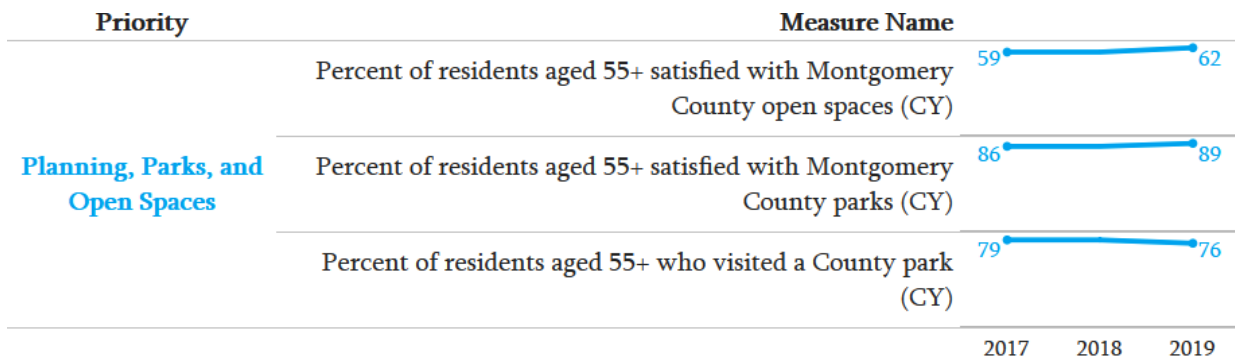 Priority
Measure Name
Percent of residents aged 55+ satisfied with Montgomery
County open spaces (CY)
59
62
Planning, Parks, and
Open Spaces
Percent of residents aged 55+ satisfied with Montgomery
County parks (CY)
86
89
Percent of residents aged 55+ who visited a County park
(CY)
79
76
2017
2018
2019